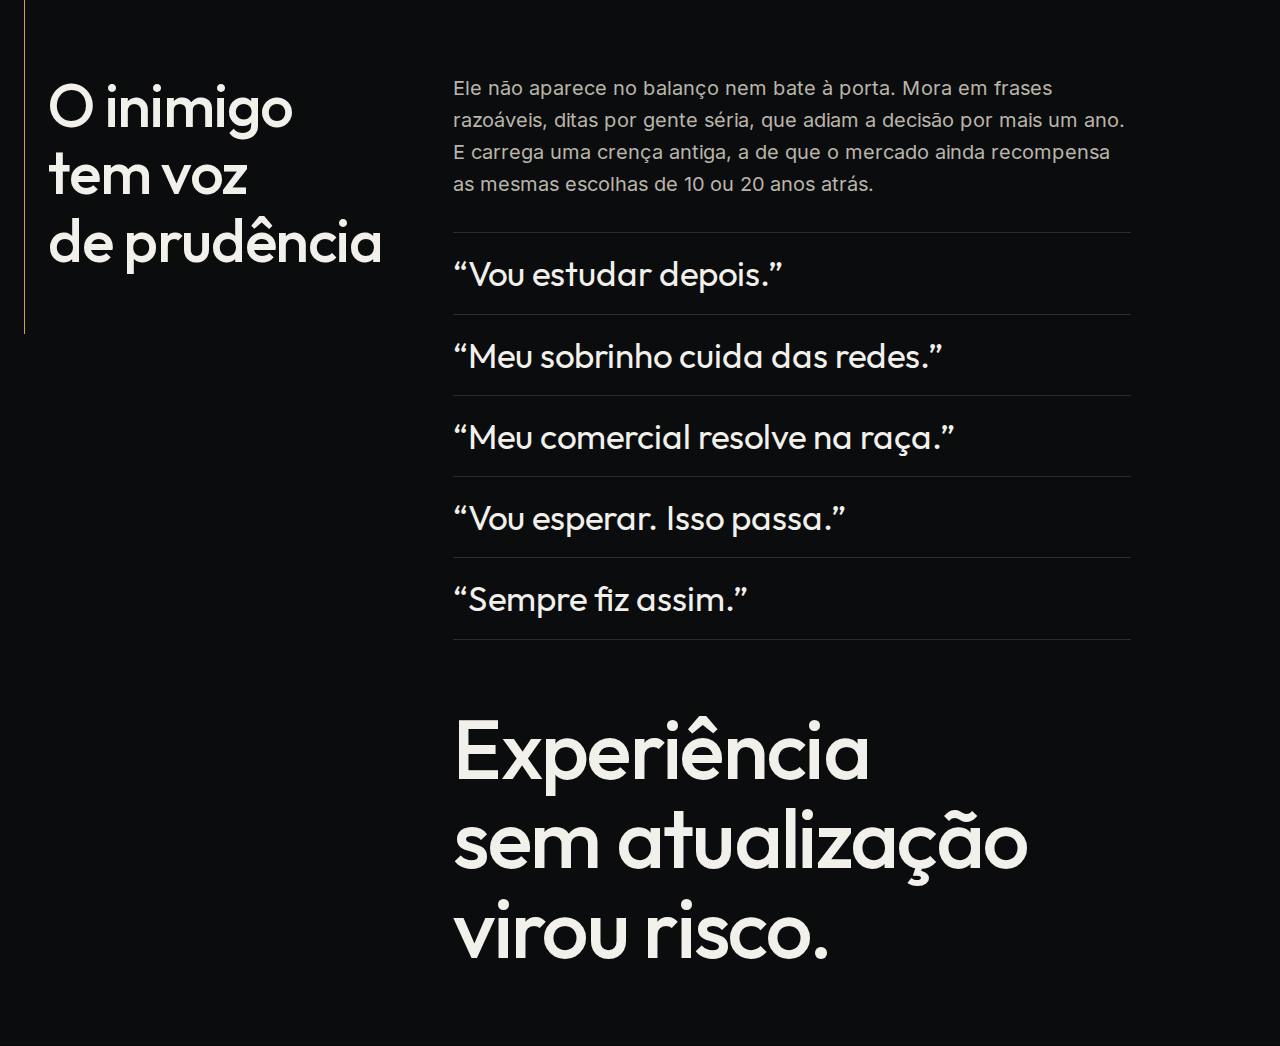 O inimigo
tem voz
de prudência
Ele não aparece no balanço nem bate à porta. Mora em frases
razoáveis, ditas por gente séria, que adiam a decisão por mais um ano.
E carrega uma crença antiga, a de que o mercado ainda recompensa
as mesmas escolhas de 10 ou 20 anos atrás.
“Vou estudar depois.”
“Meu sobrinho cuida das redes.”
“Meu comercial resolve na raça.”
“Vou esperar. Isso passa.”
“Sempre fiz assim.”
Experiência
sem atualização
virou risco.